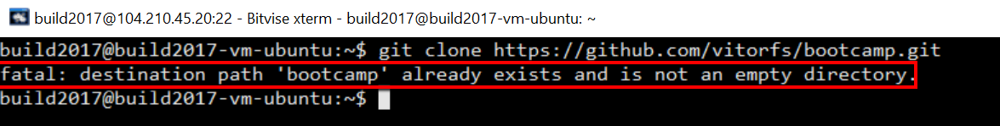 build2017@104.210.45.20:22 - Bitvise xterm - build2017@build2017-vm-ubuntu: ~
build2017@build2017-vm-ubuntu:~$ git clone https://github.com/vitorfs/bootcamp.git
fatal: destination path 'bootcamp' already exists and is not an empty directory.
build2017@build2017-vm-ubuntu:~$